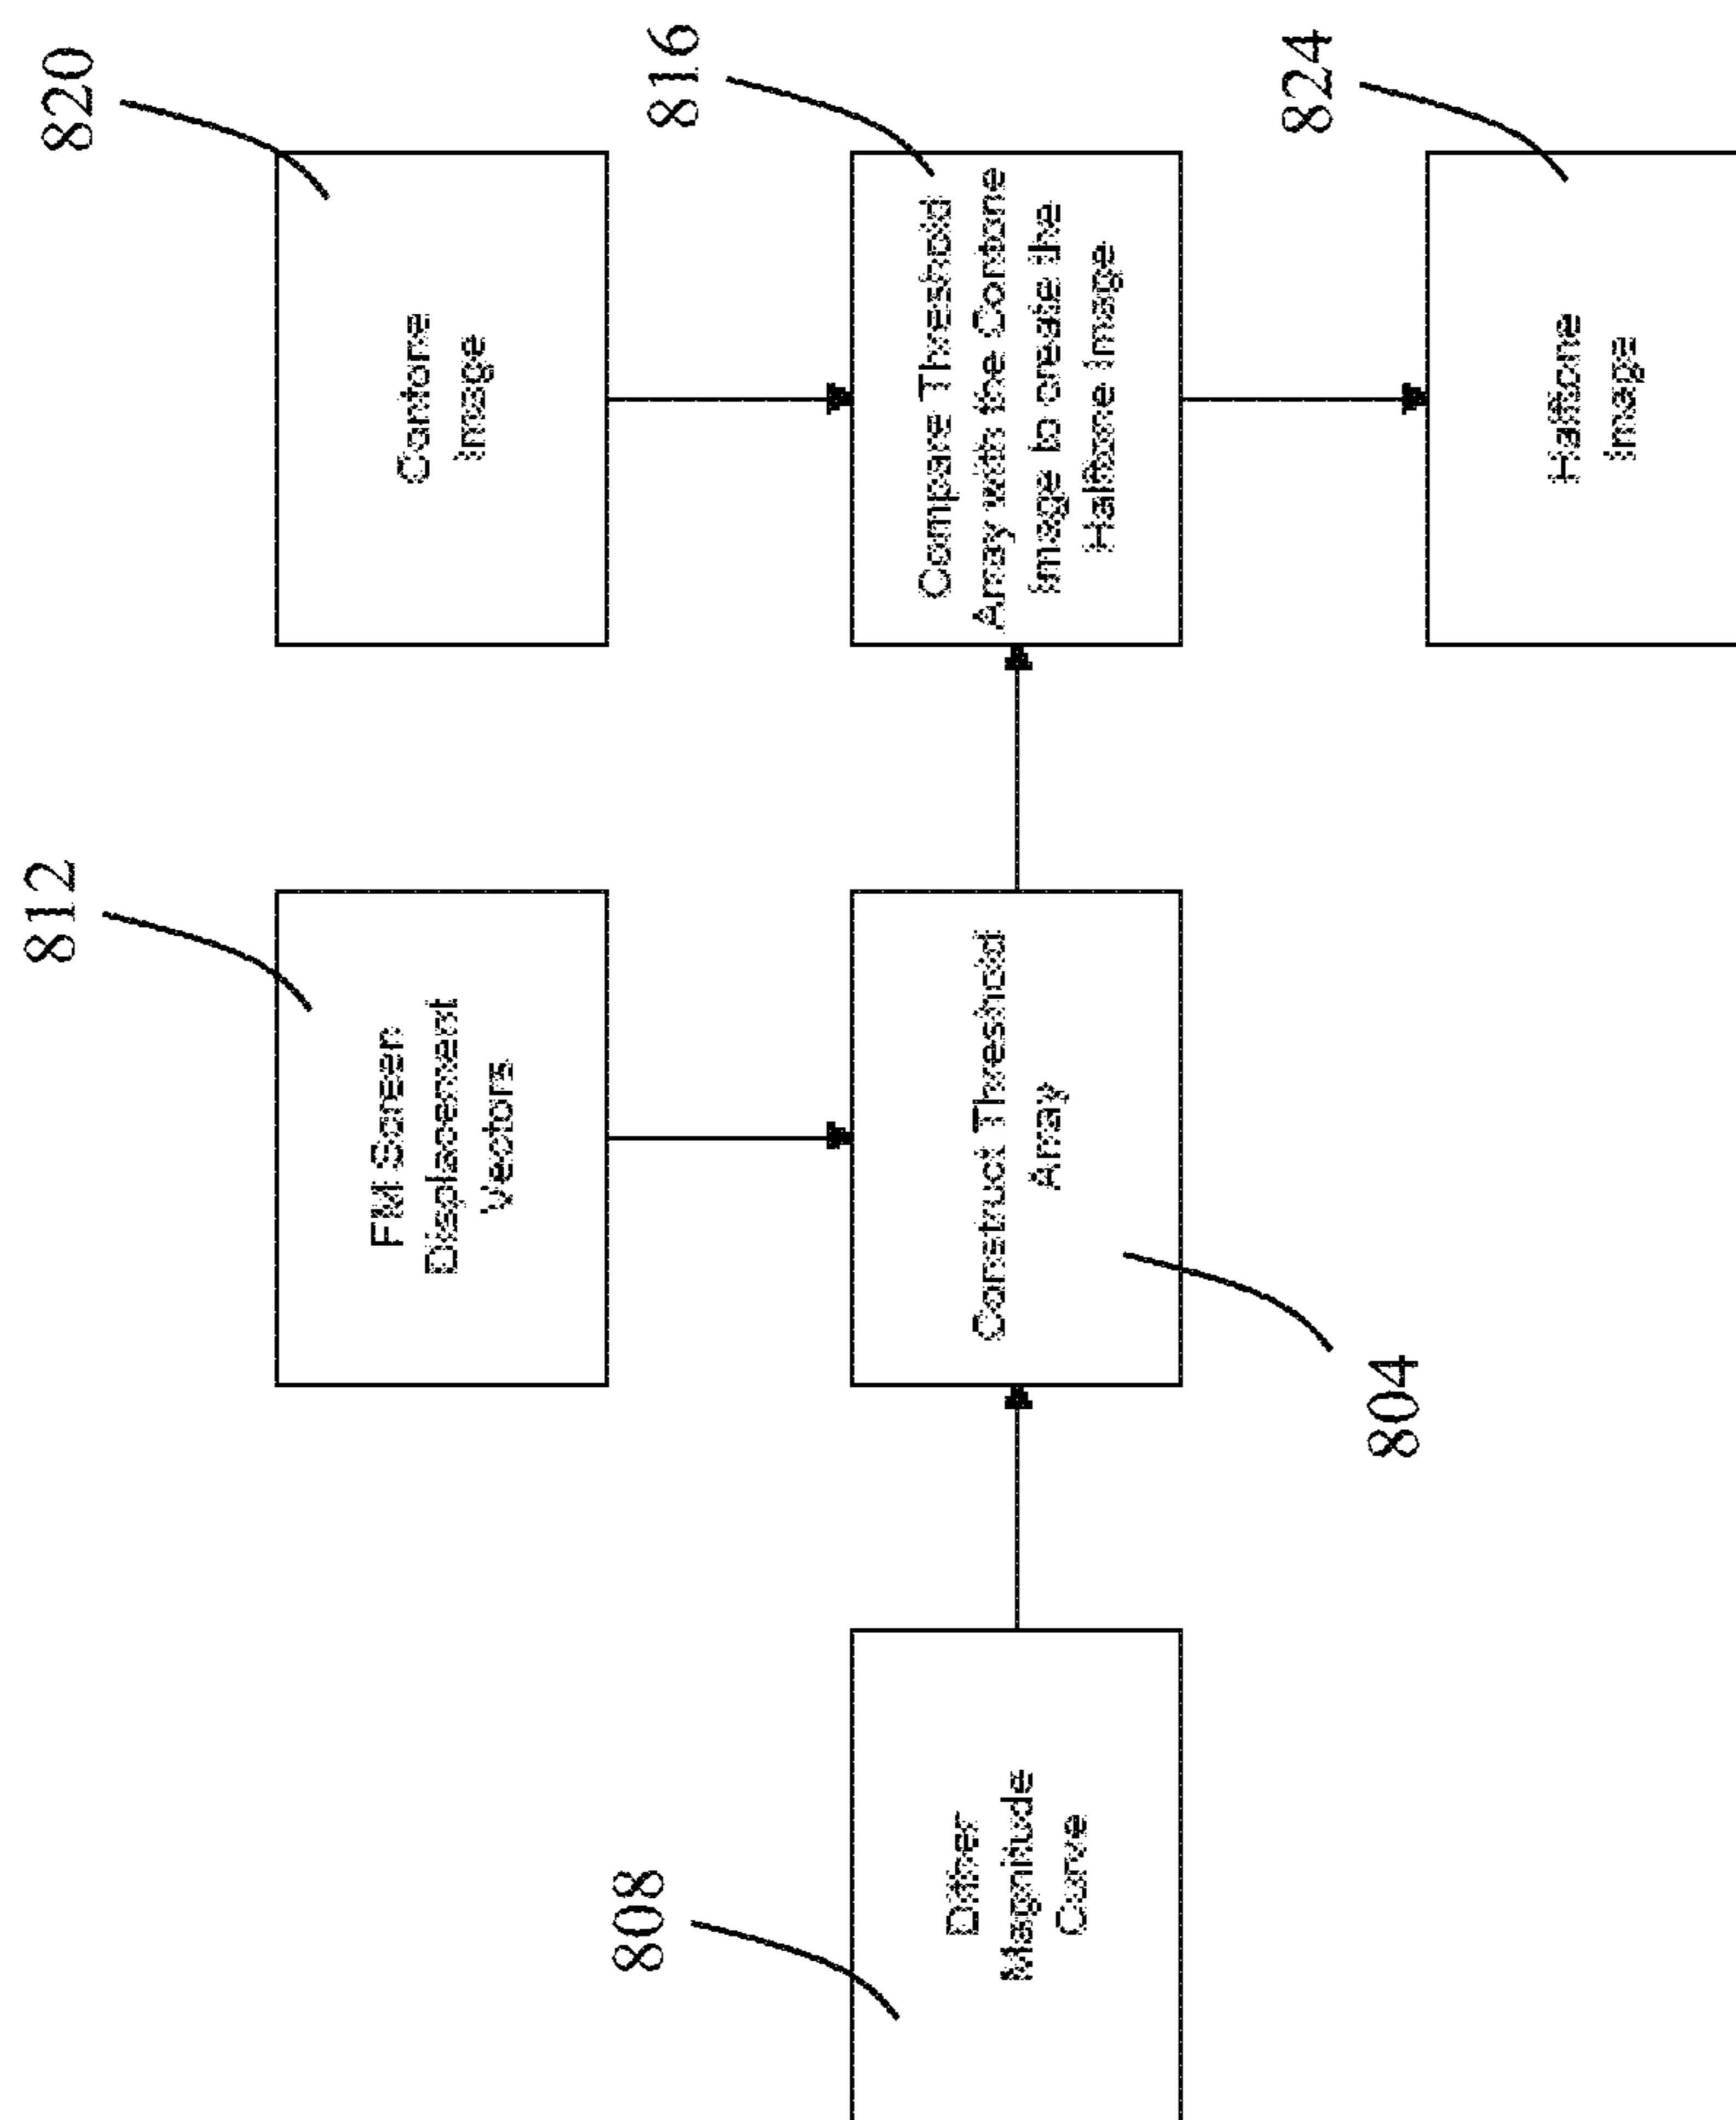 812
820
FM Screen
Displacement
Vectors
Contone
Image
808
816
Dither
Magnitude
Curve
Construct Threshold
Array
Compare Threshold
Array with the Contone
Image to create the
Halftone Image
804
824
Halftone
Image